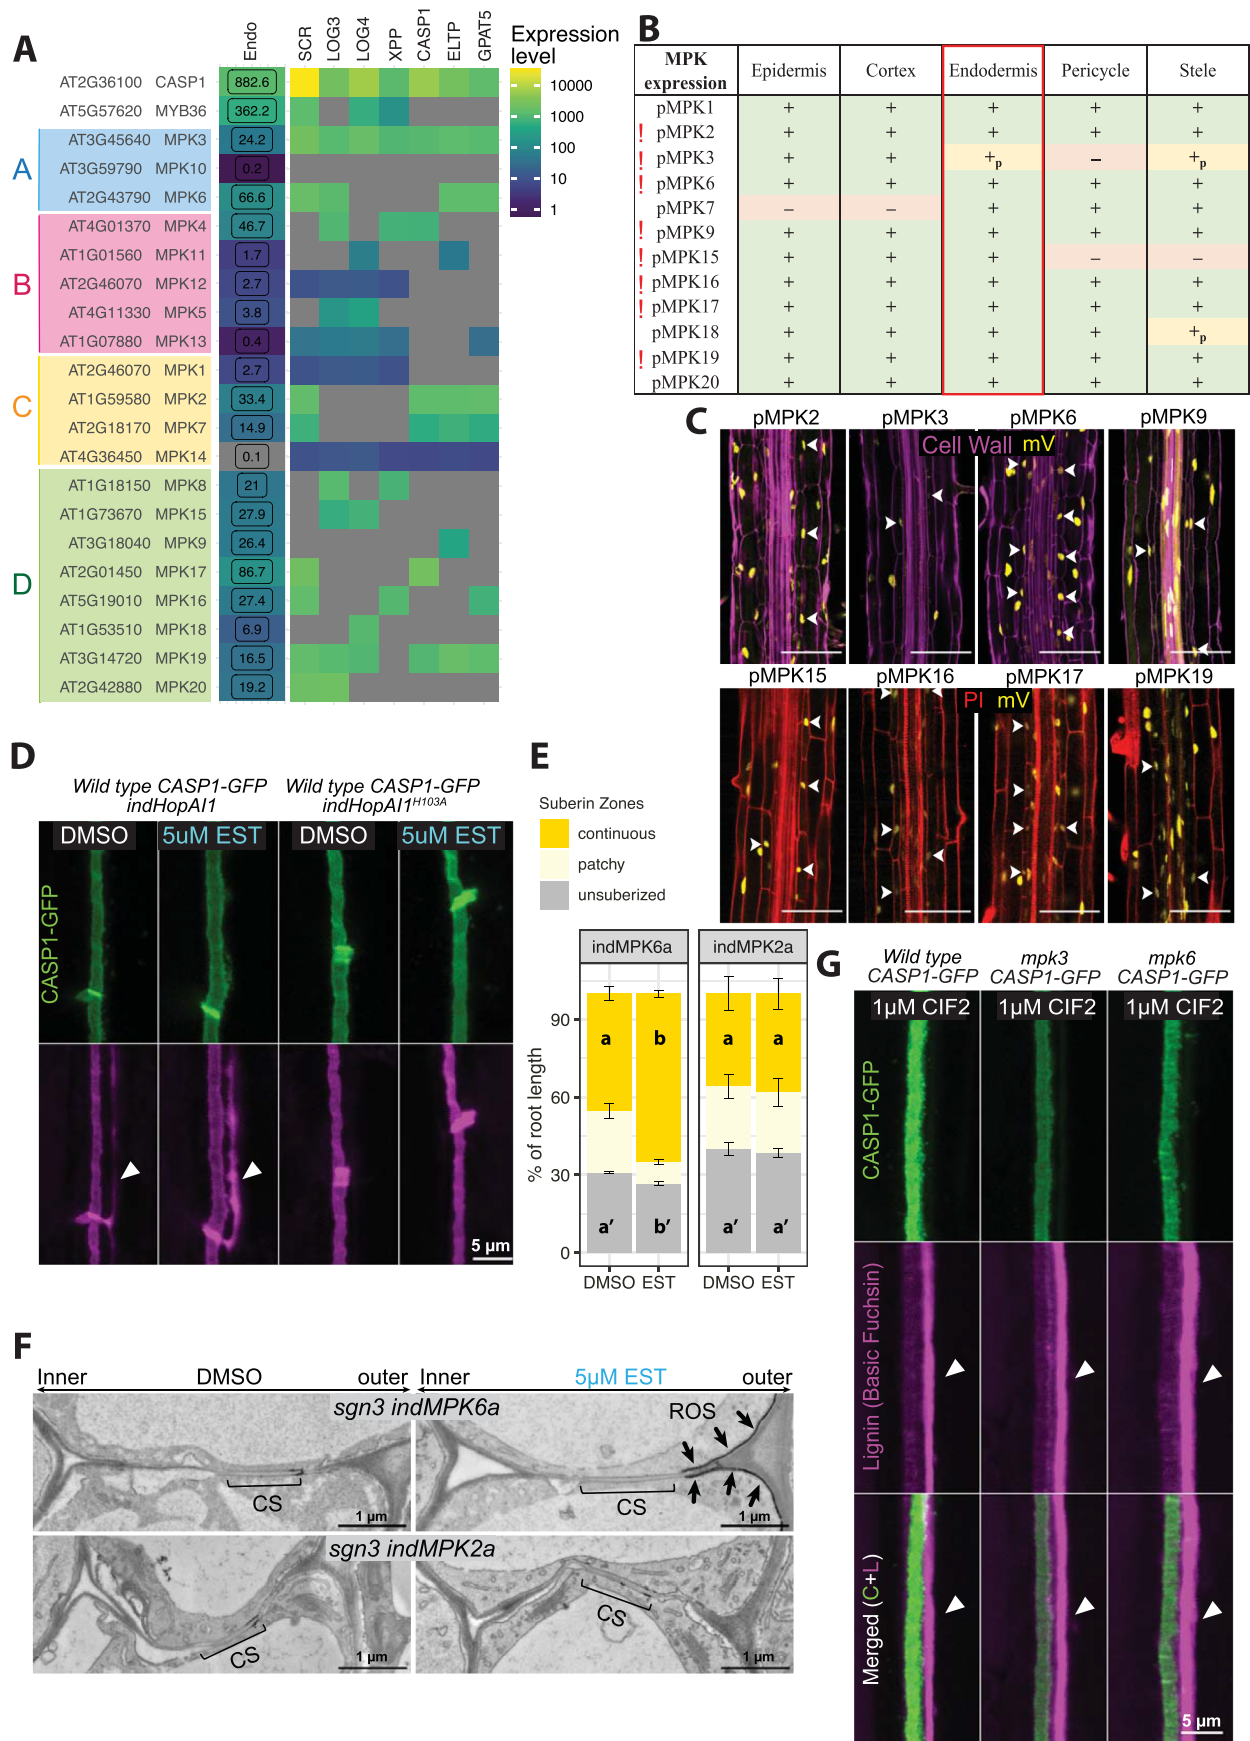 A
Endo
SCR
LOG3
LOG4
XPP
CASP1
ELTP
GPAT5
Expression
level
10000
1000
100
10
1
AT2G36100 CASP1 882.6
AT5G57620 MYB36 362.2
A
AT3G45640 MPK3 24.2
AT3G59790 MPK10 0.2
AT2G43790 MPK6 66.6
B
AT4G01370 MPK4 46.7
AT1G01560 MPK11 1.7
AT2G46070 MPK12 2.7
AT4G11330 MPK5 3.8
AT1G07880 MPK13 0.4
C
AT2G46070 MPK1 2.7
AT1G59580 MPK2 33.4
AT2G18170 MPK7 14.9
AT4G36450 MPK14 0.1
D
AT1G18150 MPK8 21
AT1G73670 MPK15 27.9
AT3G18040 MPK9 26.4
AT2G01450 MPK17 86.7
AT5G19010 MPK16 27.4
AT1G53510 MPK18 6.9
AT3G14720 MPK19 16.5
AT2G42880 MPK20 19.2
B
MPK
expression
Epidermis Cortex Endodermis Pericycle Stele
pMPK1 + + + + +
! pMPK2 + + + + +
! pMPK3 + + +p – +p
! pMPK6 + + + + +
pMPK7 – – + + +
! pMPK9 + + + + +
! pMPK15 + + + – –
! pMPK16 + + + + +
! pMPK17 + + + + +
pMPK18 + + + + +p
! pMPK19 + + + + +
pMPK20 + + + + +
C
pMPK2 pMPK3 pMPK6 pMPK9
Cell Wall mV
pMPK15 pMPK16 pMPK17 pMPK19
PI mV
D
Wild type CASP1-GFP
indHopAI1
Wild type CASP1-GFP
indHopAI1H103A
DMSO 5uM EST DMSO 5uM EST
CASP1-GFP
5 µm
E
Suberin Zones
continuous
patchy
unsuberized
indMPK6a indMPK2a
% of root length
90
60
30
0
a b a a
a′ b′ a′ a′
DMSO EST DMSO EST
F
Inner DMSO outer Inner 5µM EST outer
sgn3 indMPK6a
ROS
CS
CS
1 µm
1 µm
sgn3 indMPK2a
CS
CS
1 µm
1 µm
G
Wild type
CASP1-GFP
mpk3
CASP1-GFP
mpk6
CASP1-GFP
1µM CIF2 1µM CIF2 1µM CIF2
CASP1-GFP
Lignin (Basic Fuchsin)
Merged (C+L)
5 µm